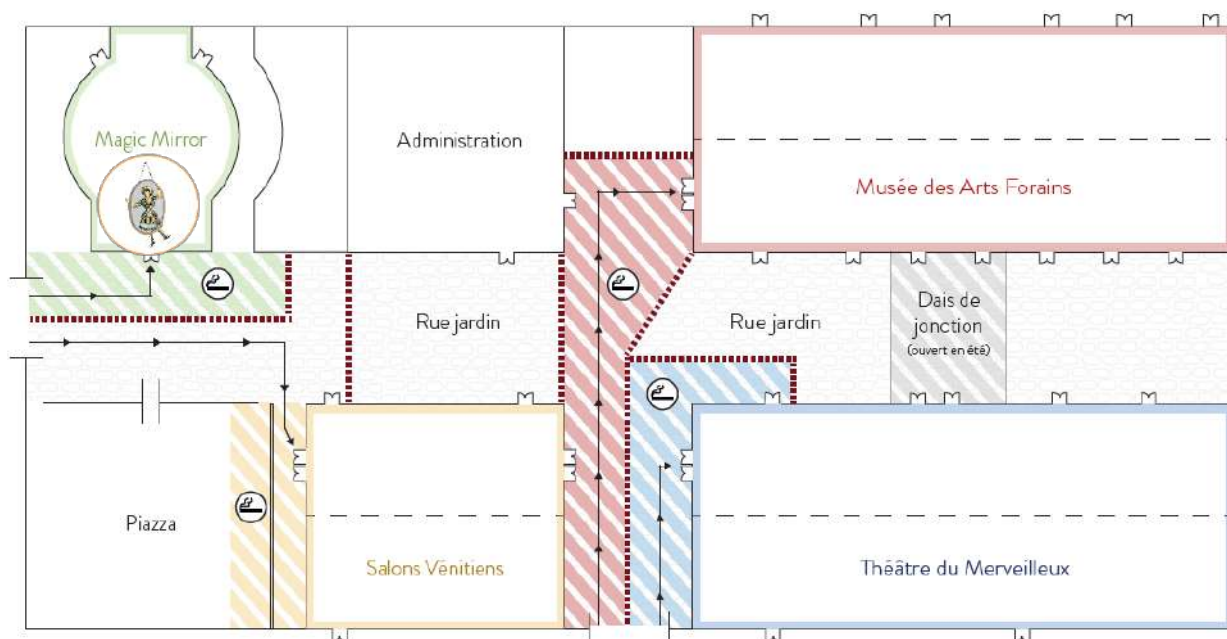 Magic Mirror
Administration
Musée des Arts Forains
Rue jardin
Rue jardin
Dais de
jonction
(ouvert en été)
Piazza
Salons Vénitiens
Théâtre du Merveilleux